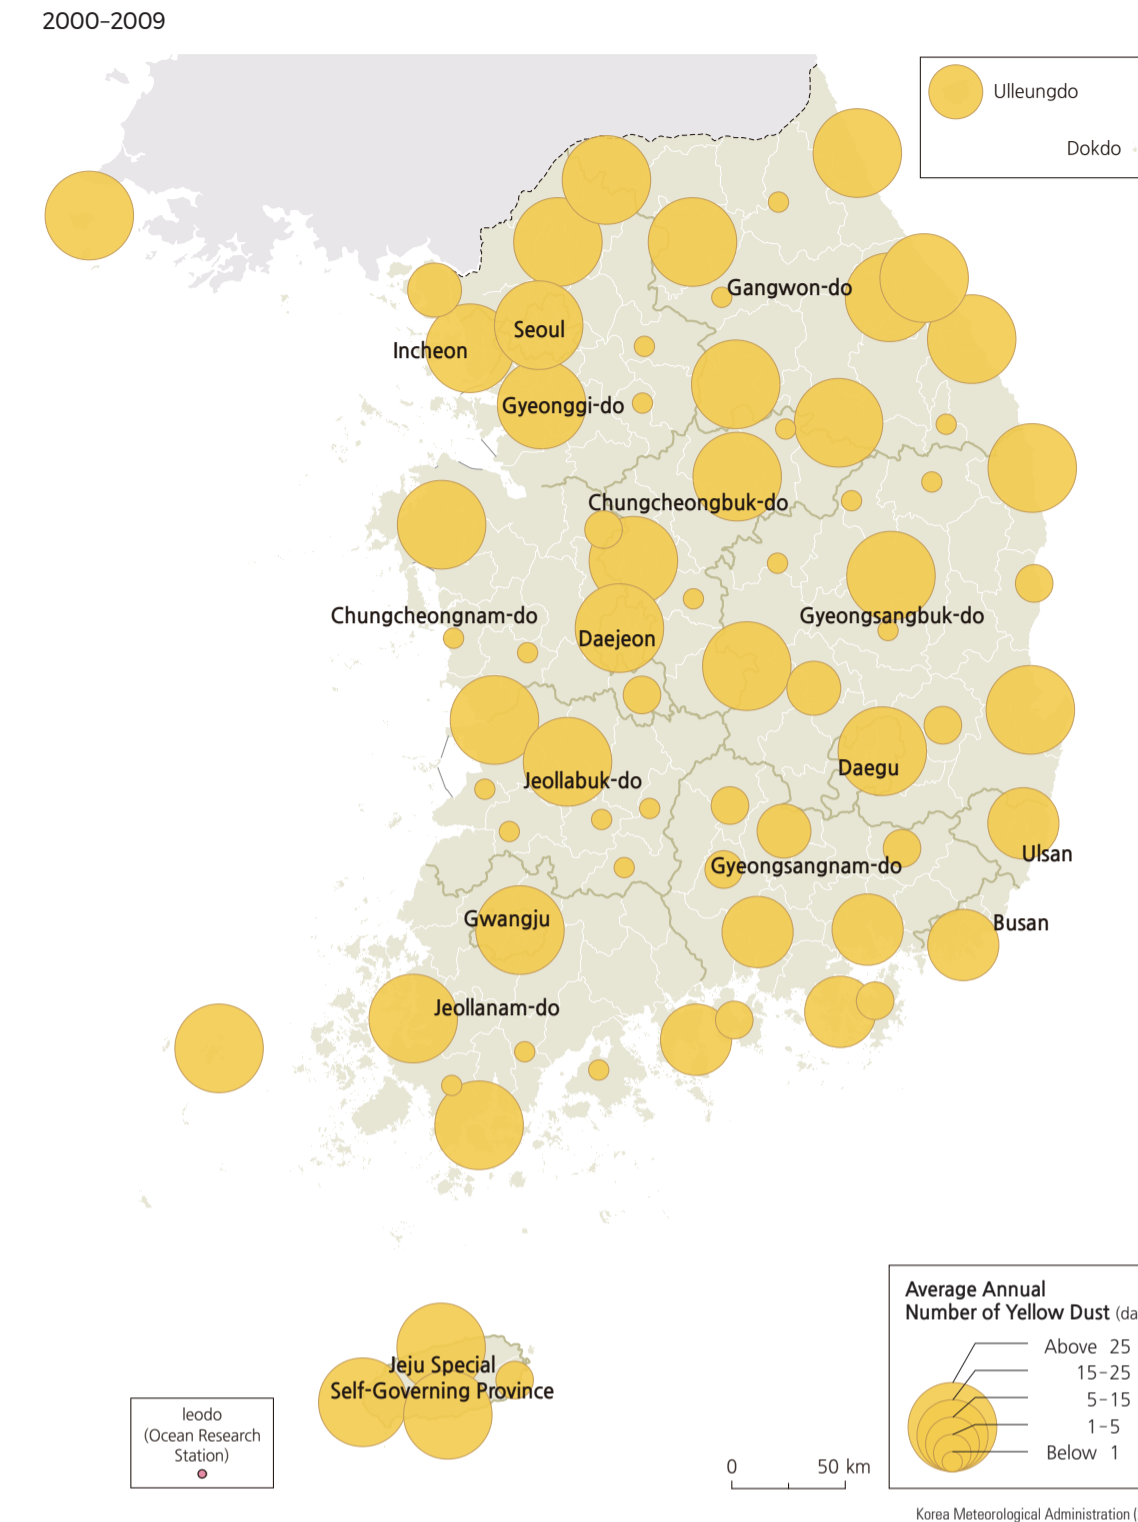 2000–2009
Ulleungdo
Dokdo
Gangwon-do
Seoul
Incheon
Gyeonggi-do
Chungcheongbuk-do
Chungcheongnam-do
Gyeongsangbuk-do
Daejeon
Daegu
Jeollabuk-do
Ulsan
Gyeongsangnam-do
Gwangju
Busan
Jeollanam-do
Average Annual
Number of Yellow Dust (da
Above 25
15–25
5–15
1–5
Below 1
Jeju Special
Self-Governing Province
Ieodo
(Ocean Research
Station)
0 50 km
Korea Meteorological Administration (